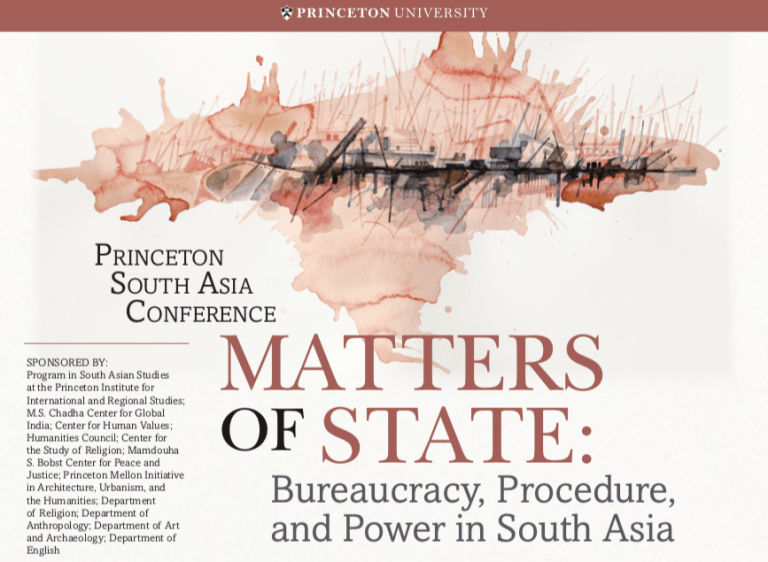 PRINCETON UNIVERSITY
PRINCETON
SOUTH ASIA
CONFERENCE
MATTERS
OF STATE:
Bureaucracy, Procedure,
and Power in South Asia
SPONSORED BY:
Program in South Asian Studies
at the Princeton Institute for
International and Regional Studies;
M.S. Chadha Center for Global
India; Center for Human Values;
Humanities Council; Center for
the Study of Religion; Mamdouha
S. Bobst Center for Peace and
Justice; Princeton Mellon Initiative
in Architecture, Urbanism, and
the Humanities; Department
of Religion; Department of
Anthropology; Department of Art
and Archaeology; Department of
English